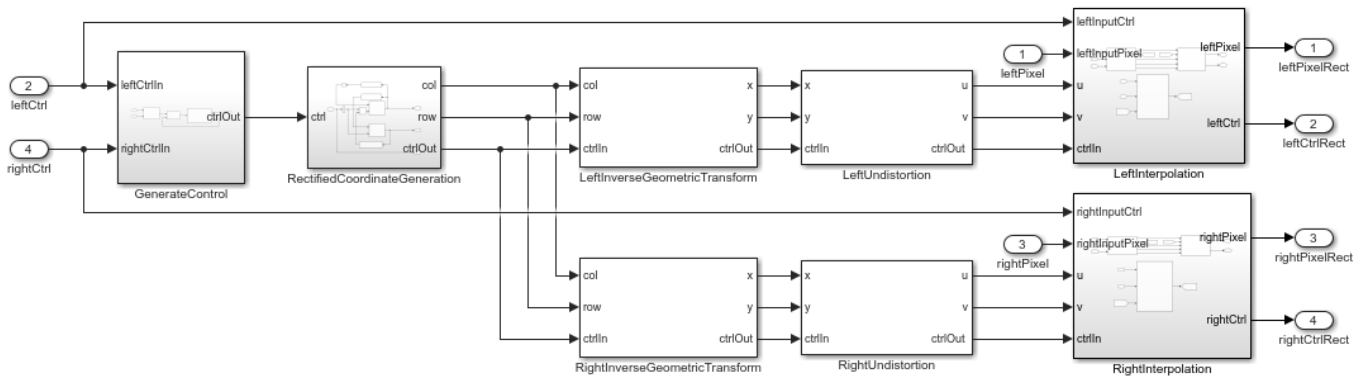 2
leftCtrl
4
rightCtrl
leftCtrlIn
rightCtrlIn
ctrlOut
GenerateControl
ctrl
col
row
ctrlOut
RectifiedCoordinateGeneration
col
row
ctrlIn
x
y
ctrlOut
LeftInverseGeometricTransform
x
y
ctrlIn
u
v
ctrlOut
LeftUndistortion
1
leftPixel
leftInputCtrl
leftInputPixel
u
v
ctrlIn
leftPixel
leftCtrl
LeftInterpolation
1
leftPixelRect
2
leftCtrlRect
col
row
ctrlIn
x
y
ctrlOut
RightInverseGeometricTransform
x
y
ctrlIn
u
v
ctrlOut
RightUndistortion
3
rightPixel
rightInputCtrl
rightInputPixel
u
v
ctrlIn
rightPixel
rightCtrl
RightInterpolation
3
rightPixelRect
4
rightCtrlRect